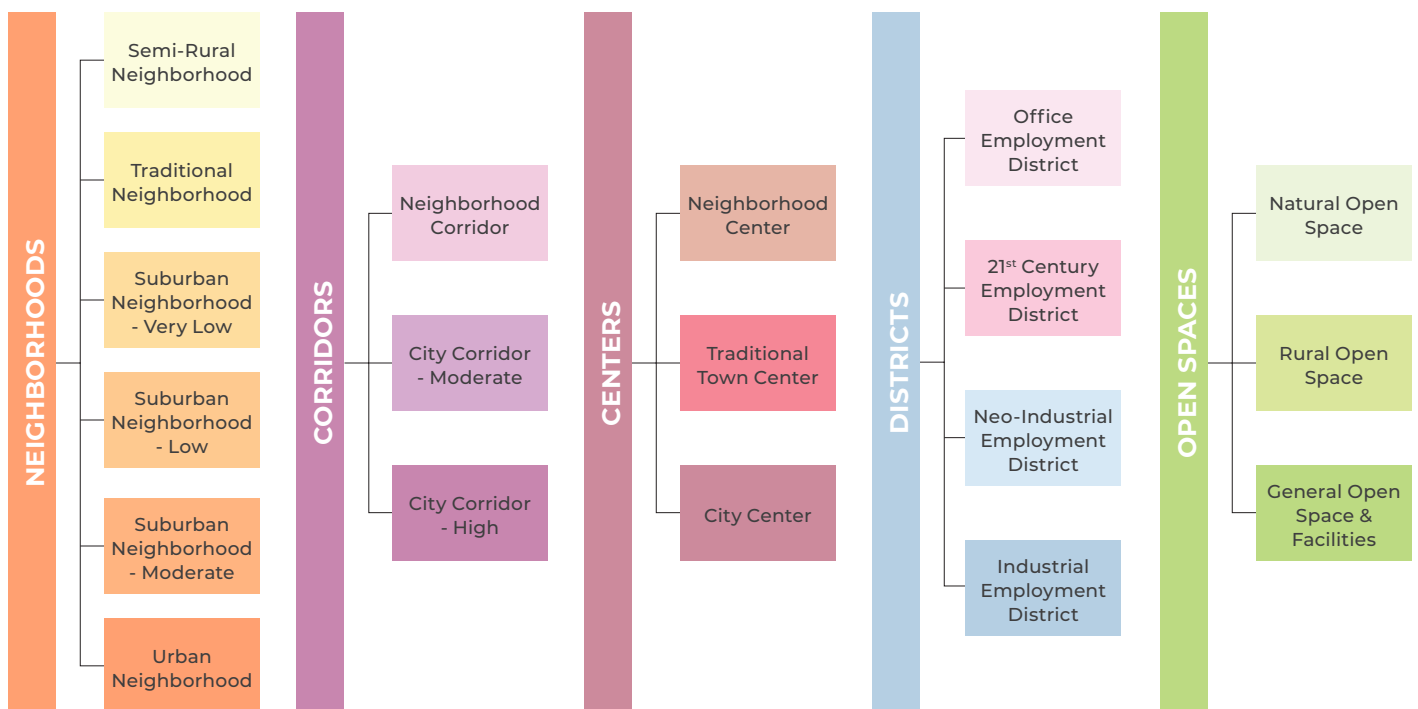 NEIGHBORHOODS
Semi-Rural
Neighborhood
Traditional
Neighborhood
Suburban
Neighborhood
- Very Low
Suburban
Neighborhood
- Low
Suburban
Neighborhood
- Moderate
Urban
Neighborhood
CORRIDORS
Neighborhood
Corridor
City Corridor
- Moderate
City Corridor
- High
CENTERS
Neighborhood
Center
Traditional
Town Center
City Center
DISTRICTS
Office
Employment
District
21st Century
Employment
District
Neo-Industrial
Employment
District
Industrial
Employment
District
OPEN SPACES
Natural Open
Space
Rural Open
Space
General Open
Space &
Facilities